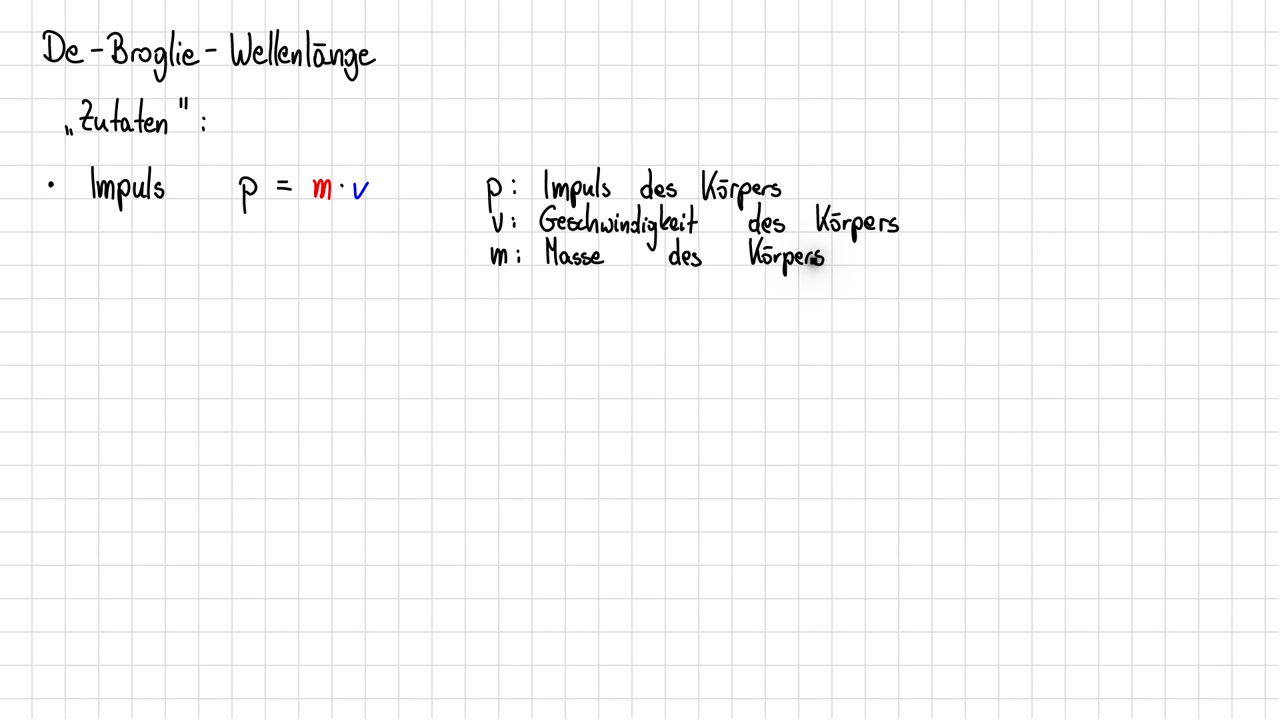 De-Broglie-Wellenlänge
„Zutaten":
• Impuls p = m · v p: Impuls des Körpers
v: Geschwindigkeit des Körpers
m: Masse des Körpers